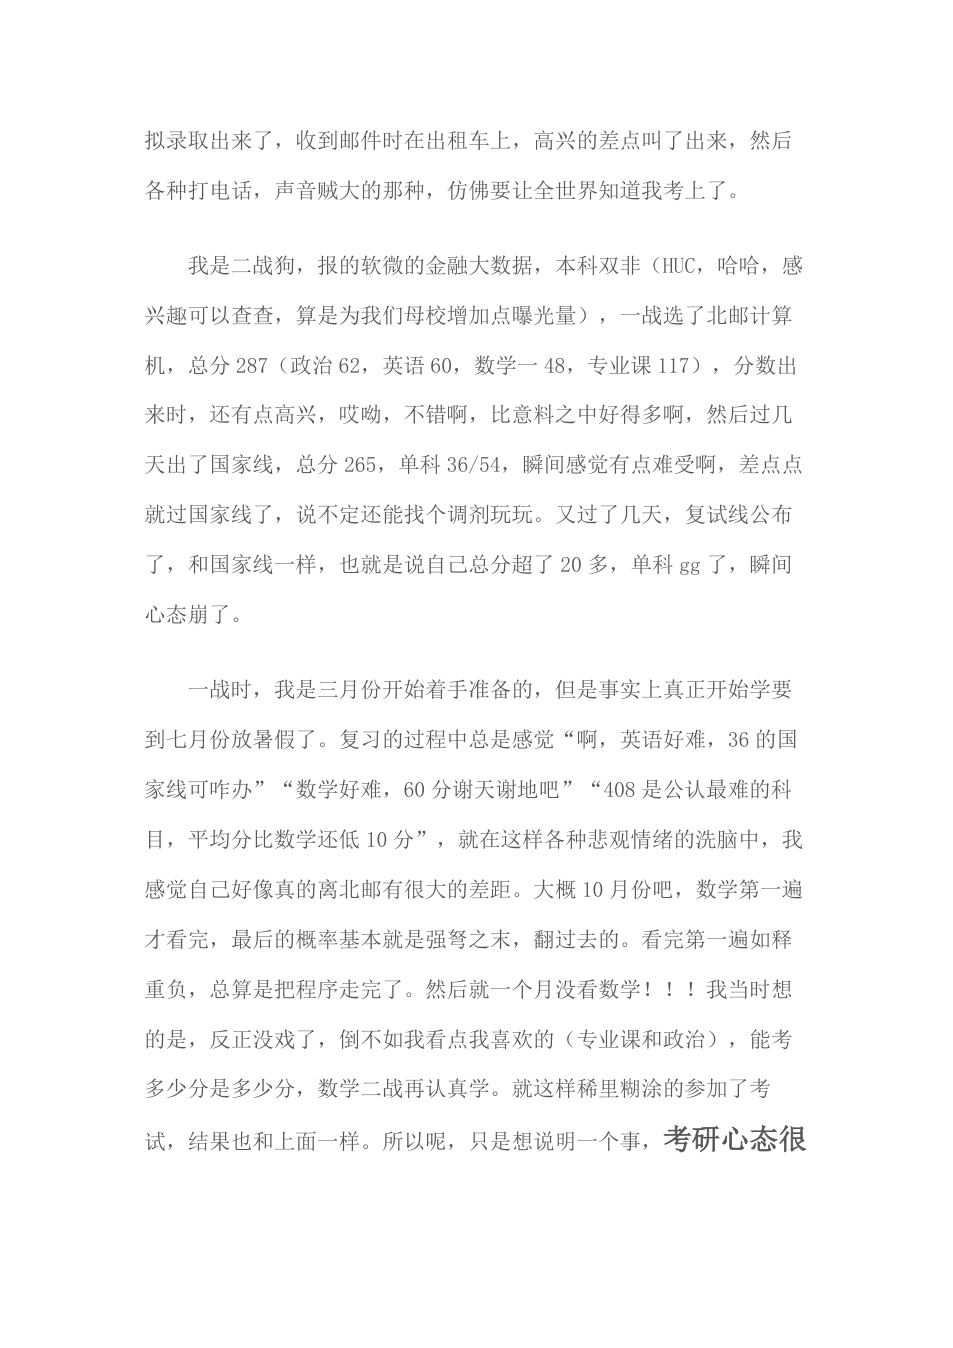 拟录取出来了，收到邮件时在出租车上，高兴的差点叫了出来，然后
各种打电话，声音贼大的那种，仿佛要让全世界知道我考上了。
我是二战狗，报的软微的金融大数据，本科双非（HUC，哈哈，感
兴趣可以查查，算是为我们母校增加点曝光量），一战选了北邮计算
机，总分 287（政治 62，英语 60，数学一 48，专业课 117），分数出
来时，还有点高兴，哎呦，不错啊，比意料之中好得多啊，然后过几
天出了国家线，总分 265，单科 36/54，瞬间感觉有点难受啊，差点点
就过国家线了，说不定还能找个调剂玩玩。又过了几天，复试线公布
了，和国家线一样，也就是说自己总分超了 20 多，单科 gg 了，瞬间
心态崩了。
一战时，我是三月份开始着手准备的，但是事实上真正开始学要
到七月份放暑假了。复习的过程中总是感觉“啊，英语好难，36 的国
家线可咋办”“数学好难，60 分谢天谢地吧”“408 是公认最难的科
目，平均分比数学还低 10 分”，就在这样各种悲观情绪的洗脑中，我
感觉自己好像真的离北邮有很大的差距。大概 10 月份吧，数学第一遍
才看完，最后的概率基本就是强弩之末，翻过去的。看完第一遍如释
重负，总算是把程序走完了。然后就一个月没看数学！！！我当时想
的是，反正没戏了，倒不如我看点我喜欢的（专业课和政治），能考
多少分是多少分，数学二战再认真学。就这样稀里糊涂的参加了考
试，结果也和上面一样。所以呢，只是想说明一个事，考研心态很